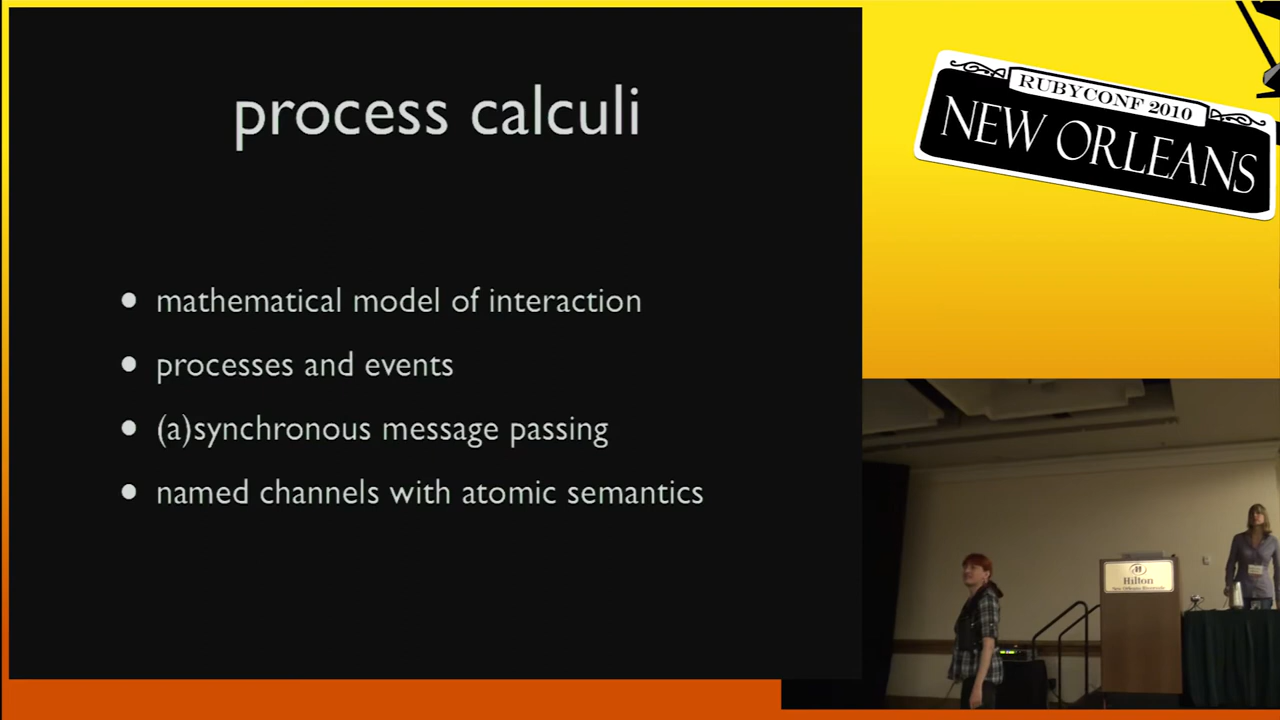 process calculi
mathematical model of interaction
processes and events
(a)synchronous message passing
named channels with atomic semantics
RUBYCONF 2010
NEW ORLEANS
Hilton